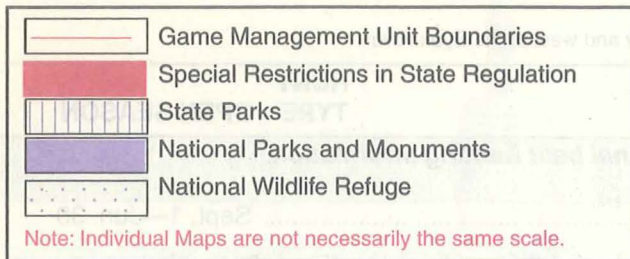 Game Management Unit Boundaries
Special Restrictions in State Regulation
State Parks
National Parks and Monuments
National Wildlife Refuge
Note: Individual Maps are not necessarily the same scale.